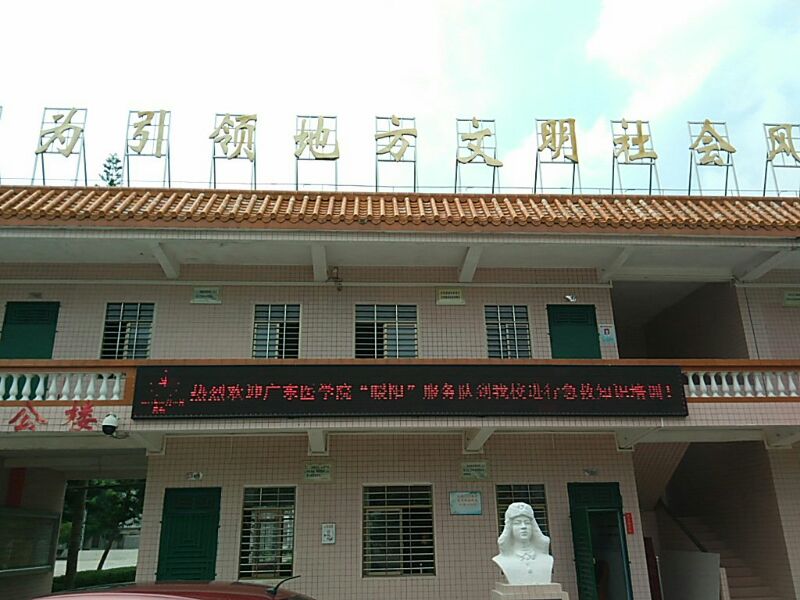 为引领地方文明社会风
热烈欢迎广东医学院“暖阳”服务队到我校进行急救知识培训！
公楼